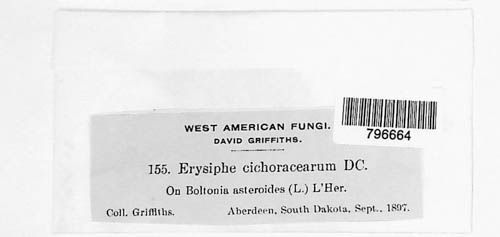 WEST AMERICAN FUNGI.
DAVID GRIFFITHS.
796664
155. Erysiphe cichoracearum DC.
On Boltonia asteroides (L.) L'Her.
Coll. Griffiths. Aberdeen, South Dakota, Sept., 1897.